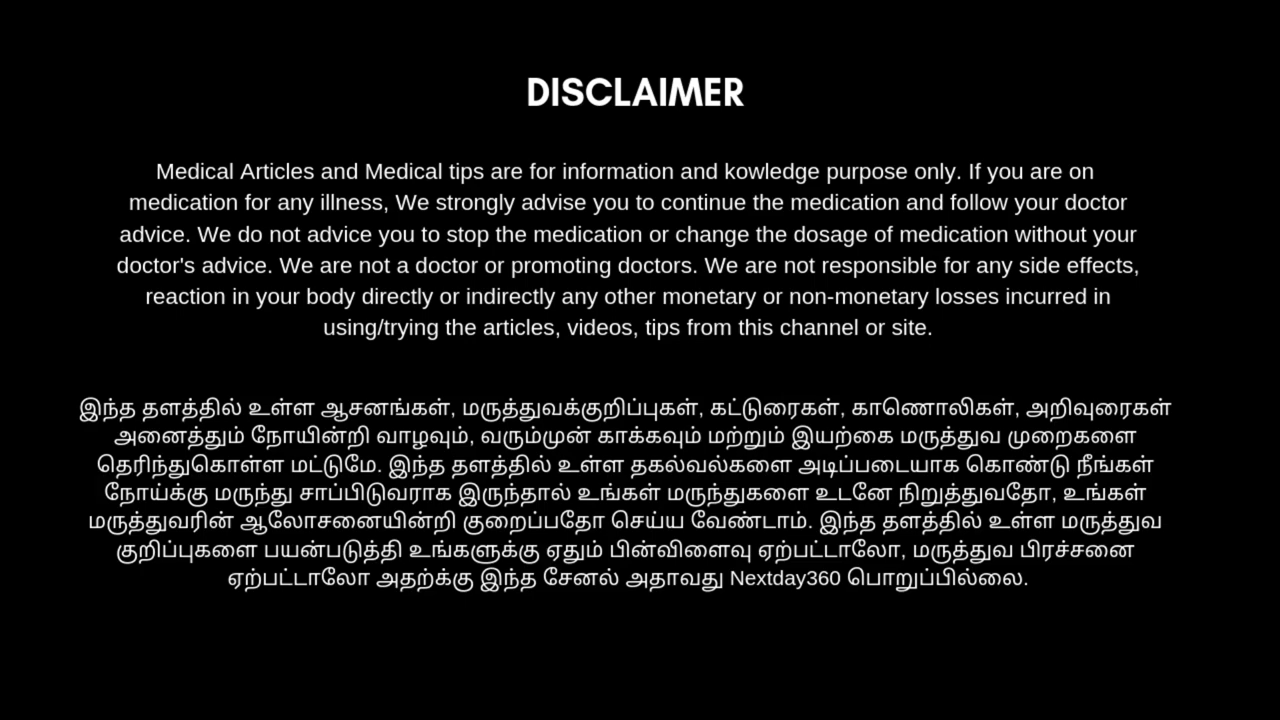 DISCLAIMER
Medical Articles and Medical tips are for information and kowledge purpose only. If you are on
medication for any illness, We strongly advise you to continue the medication and follow your doctor
advice. We do not advice you to stop the medication or change the dosage of medication without your
doctor's advice. We are not a doctor or promoting doctors. We are not responsible for any side effects,
reaction in your body directly or indirectly any other monetary or non-monetary losses incurred in
using/trying the articles, videos, tips from this channel or site.
இந்த தளத்தில் உள்ள ஆசனங்கள், மருத்துவக்குறிப்புகள், கட்டுரைகள், காணொலிகள், அறிவுரைகள்
அனைத்தும் நோயின்றி வாழவும், வரும்முன் காக்கவும் மற்றும் இயற்கை மருத்துவ முறைகளை
தெரிந்துகொள்ள மட்டுமே. இந்த தளத்தில் உள்ள தகல்வல்களை அடிப்படையாக கொண்டு நீங்கள்
நோய்க்கு மருந்து சாப்பிடுவராக இருந்தால் உங்கள் மருந்துகளை உடனே நிறுத்துவதோ, உங்கள்
மருத்துவரின் ஆலோசனையின்றி குறைப்பதோ செய்ய வேண்டாம். இந்த தளத்தில் உள்ள மருத்துவ
குறிப்புகளை பயன்படுத்தி உங்களுக்கு ஏதும் பின்விளைவு ஏற்பட்டாலோ, மருத்துவ பிரச்சனை
ஏற்பட்டாலோ அதற்க்கு இந்த சேனல் அதாவது Nextday360 பொறுப்பில்லை.